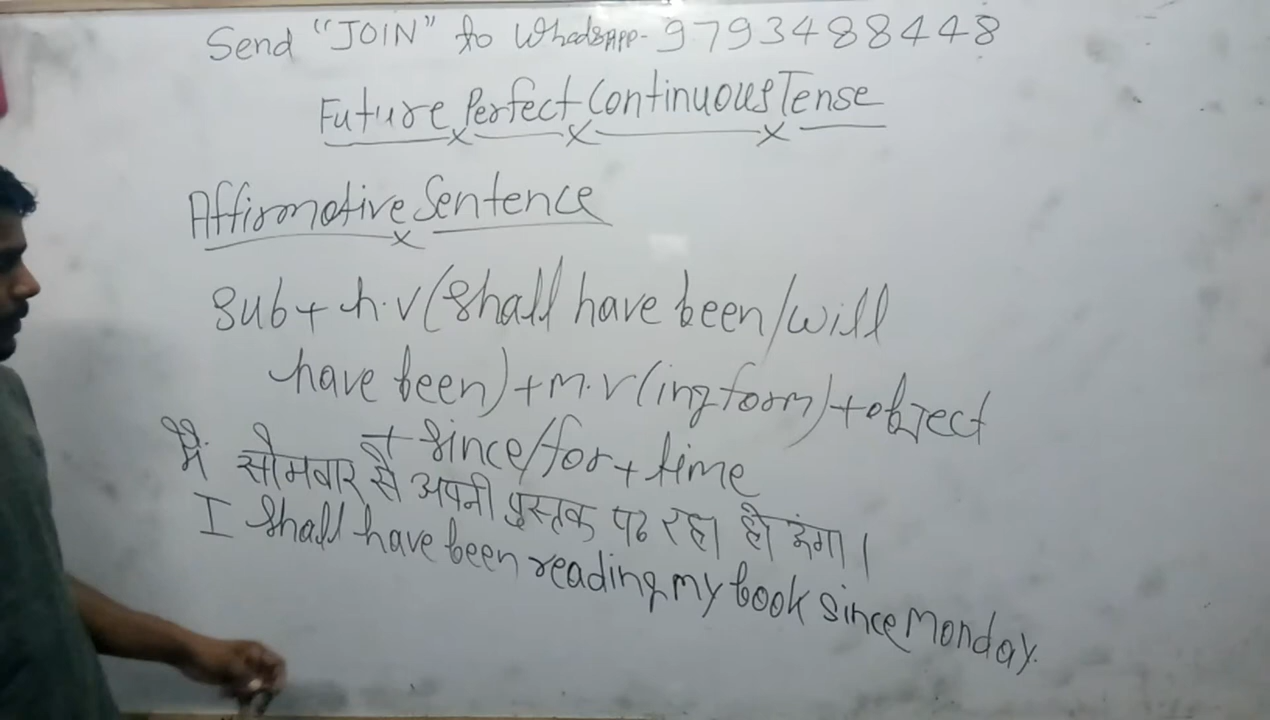 Send "JOIN" to Whatsapp- 9793488448
Future Perfect Continuous Tense
Affirmative Sentence
Sub + h.v (Shall have been/will
have been) + m.v (ing form) + object
+ Since/for + time
मैं सोमवार से अपनी पुस्तक पढ रहा हो हूंगा।
I Shall have been reading my book since monday.